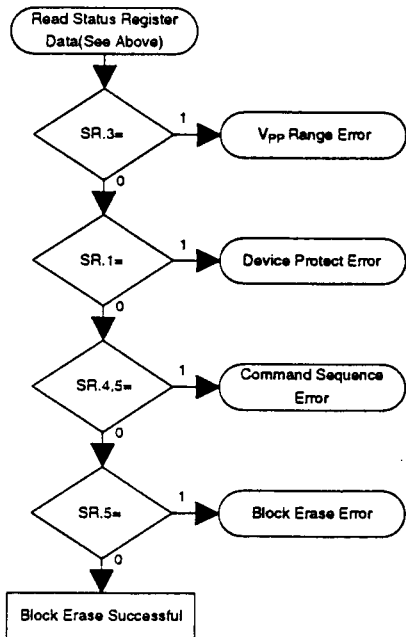 Read Status Register
Data(See Above)
SR.3=
1
VPP Range Error
0
SR.1=
1
Device Protect Error
0
SR.4,5=
1
Command Sequence
Error
0
SR.5=
1
Block Erase Error
0
Block Erase Successful